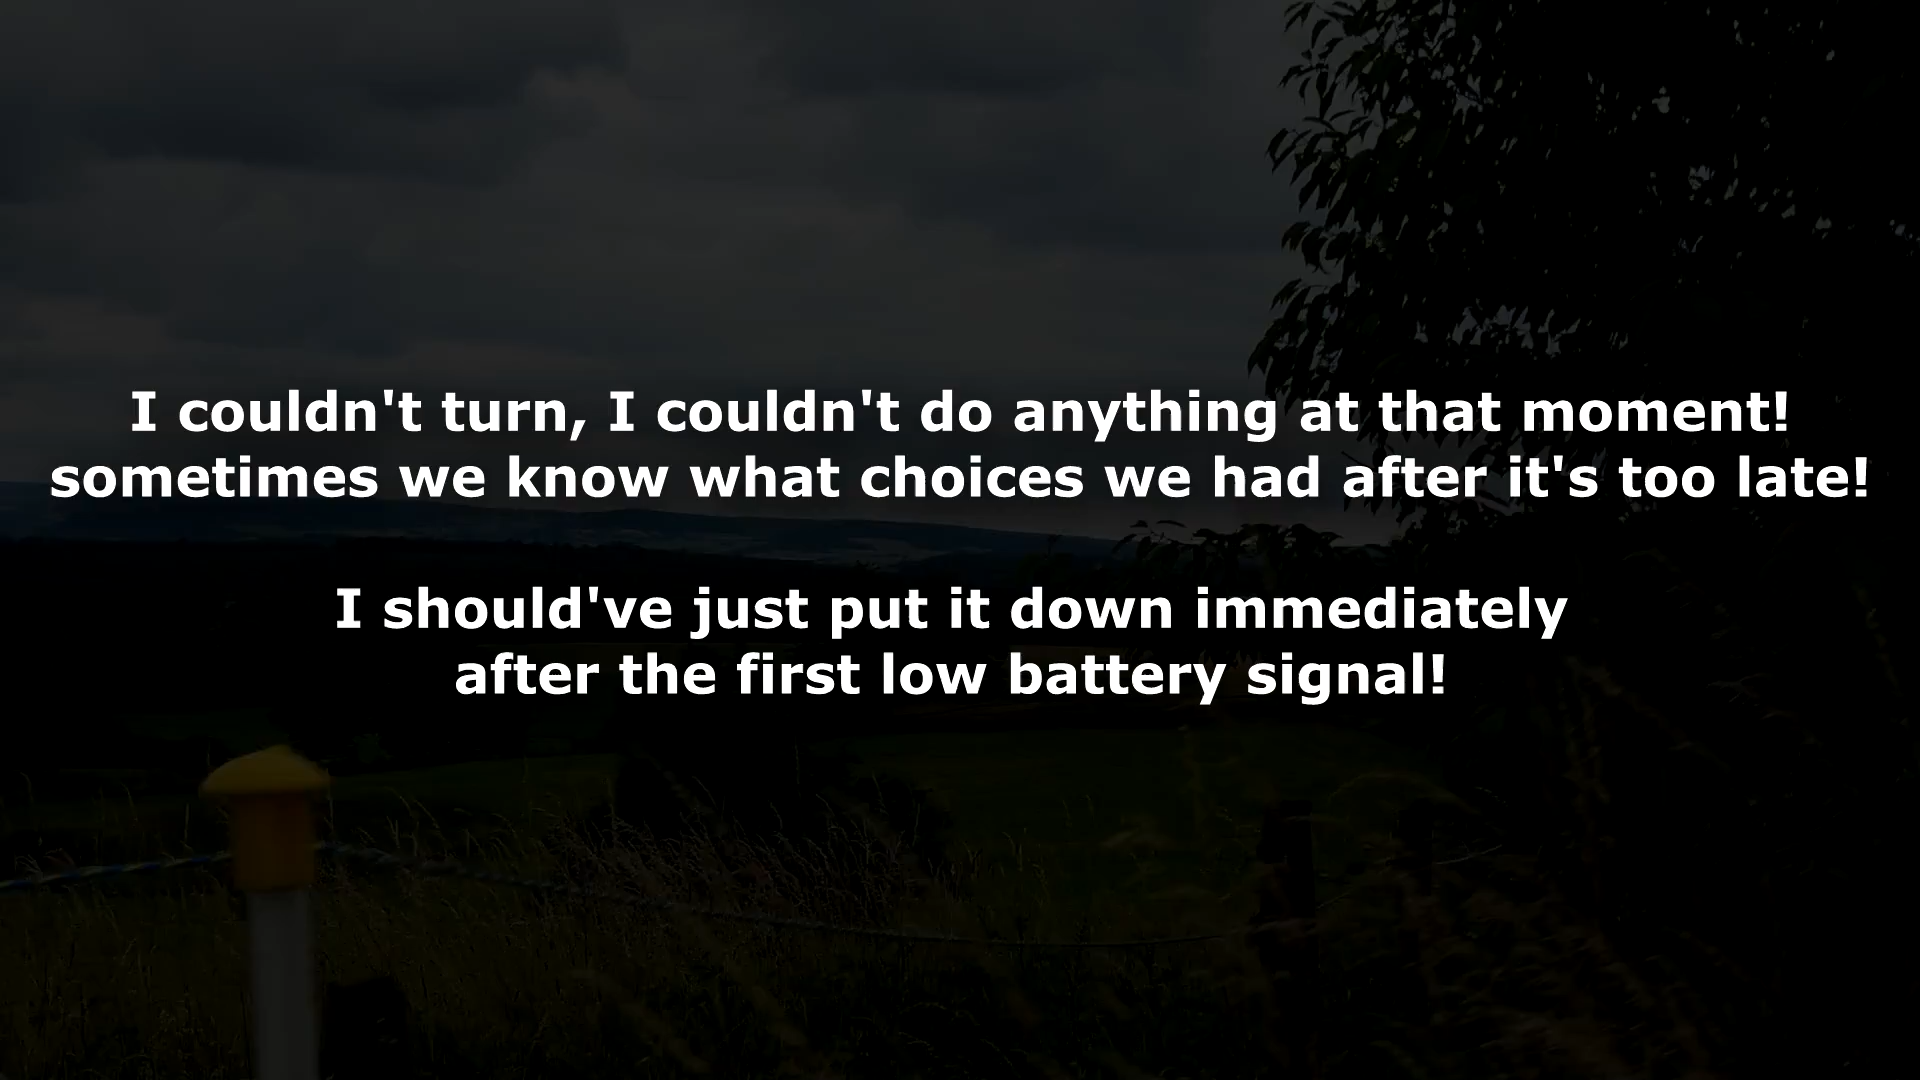 I couldn't turn, I couldn't do anything at that moment!
sometimes we know what choices we had after it's too late!
I should've just put it down immediately
after the first low battery signal!